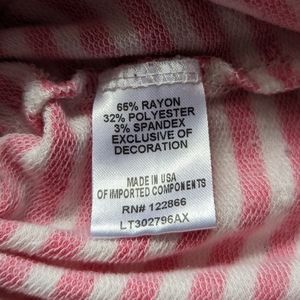 65% RAYON
32% POLYESTER
3% SPANDEX
EXCLUSIVE OF
DECORATION
MADE IN USA
OF IMPORTED COMPONENTS
RN# 122866
LT302796AX